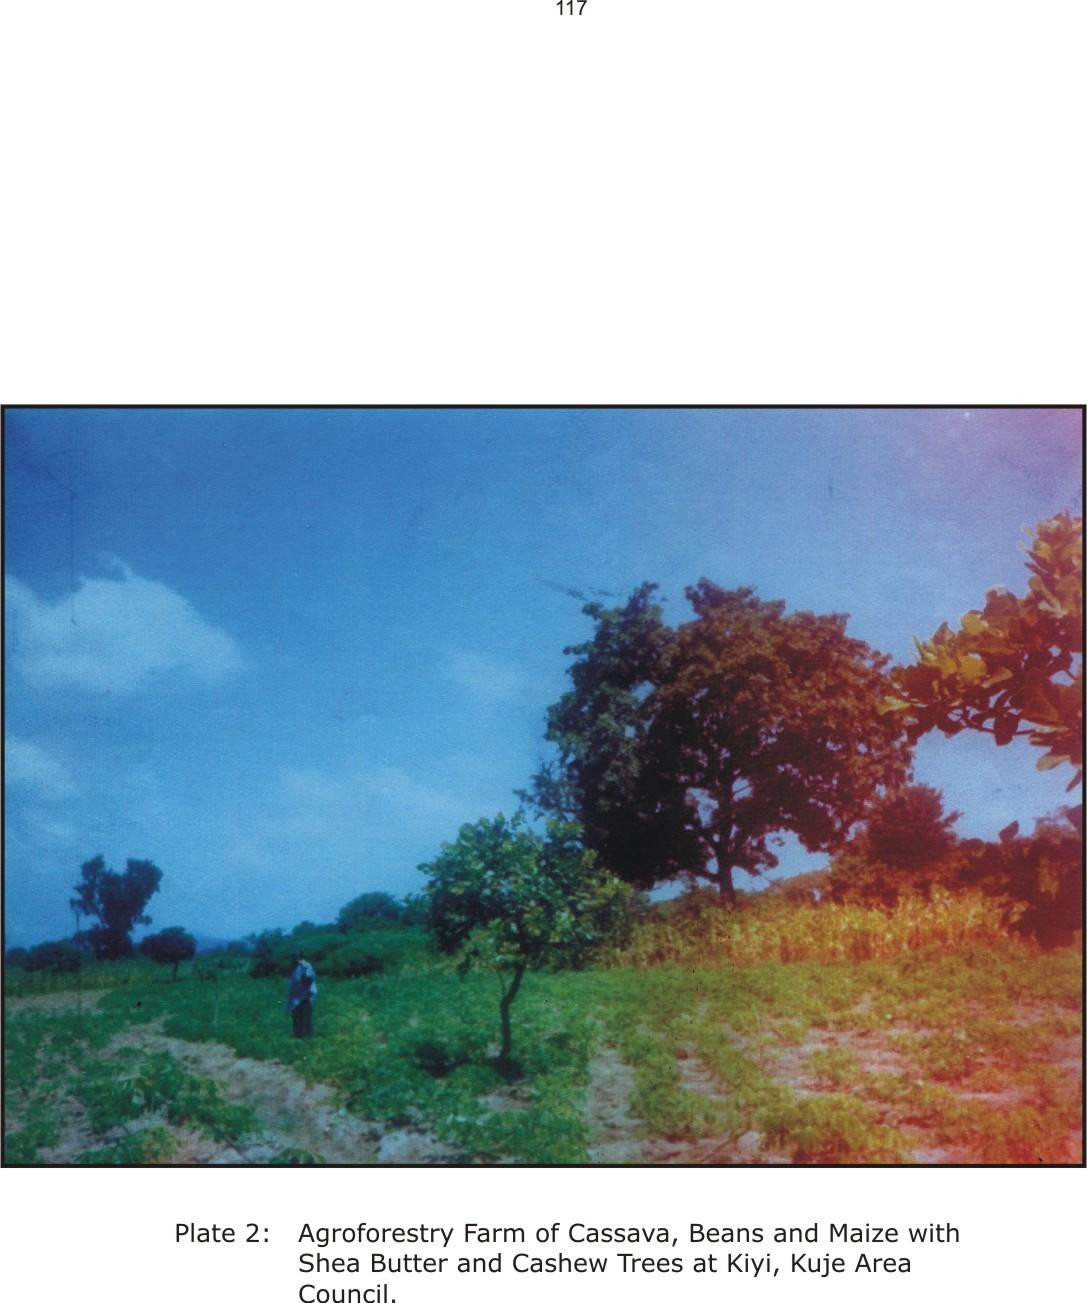 117
Plate 2: Agroforestry Farm of Cassava, Beans and Maize with
Shea Butter and Cashew Trees at Kiyi, Kuje Area
Council.